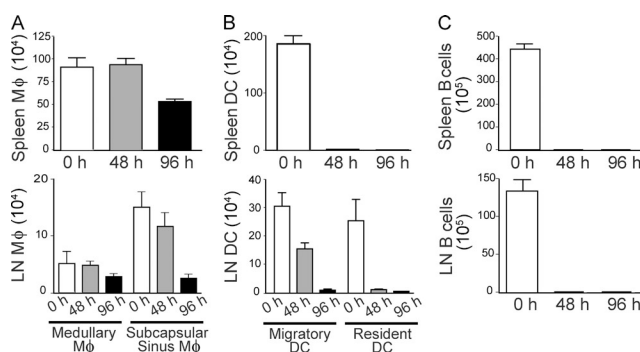 A
Spleen Mϕ (10⁴)
125
100
75
50
25
0
0 h 48 h 96 h
LN Mϕ (10⁴)
20
10
0
0 h 48 h 96 h 0 h 48 h 96 h
Medullary Mϕ
Subcapsular Sinus Mϕ
B
Spleen DC (10⁴)
200
100
0
0 h 48 h 96 h
LN DC (10⁴)
40
30
20
10
0
0 h 48 h 96 h 0 h 48 h 96 h
Migratory DC
Resident DC
C
Spleen B cells (10⁵)
500
400
300
200
100
0
0 h 48 h 96 h
LN B cells (10⁵)
150
100
50
0
0 h 48 h 96 h